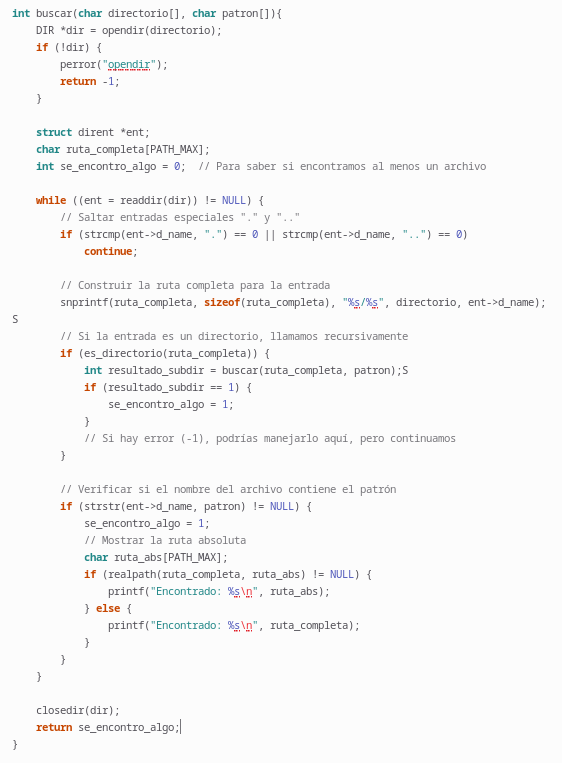 int buscar(char directorio[], char patron[]){
    DIR *dir = opendir(directorio);
    if (!dir) {
        perror("opendir");
        return -1;
    }

    struct dirent *ent;
    char ruta_completa[PATH_MAX];
    int se_encontro_algo = 0;  // Para saber si encontramos al menos un archivo

    while ((ent = readdir(dir)) != NULL) {
        // Saltar entradas especiales "." y ".."
        if (strcmp(ent->d_name, ".") == 0 || strcmp(ent->d_name, "..") == 0)
            continue;

        // Construir la ruta completa para la entrada
        snprintf(ruta_completa, sizeof(ruta_completa), "%s/%s", directorio, ent->d_name);
S
        // Si la entrada es un directorio, llamamos recursivamente
        if (es_directorio(ruta_completa)) {
            int resultado_subdir = buscar(ruta_completa, patron);S
            if (resultado_subdir == 1) {
                se_encontro_algo = 1;
            }
            // Si hay error (-1), podrías manejarlo aquí, pero continuamos
        }

        // Verificar si el nombre del archivo contiene el patrón
        if (strstr(ent->d_name, patron) != NULL) {
            se_encontro_algo = 1;
            // Mostrar la ruta absoluta
            char ruta_abs[PATH_MAX];
            if (realpath(ruta_completa, ruta_abs) != NULL) {
                printf("Encontrado: %s\n", ruta_abs);
            } else {
                printf("Encontrado: %s\n", ruta_completa);
            }
        }
    }

    closedir(dir);
    return se_encontro_algo;
}